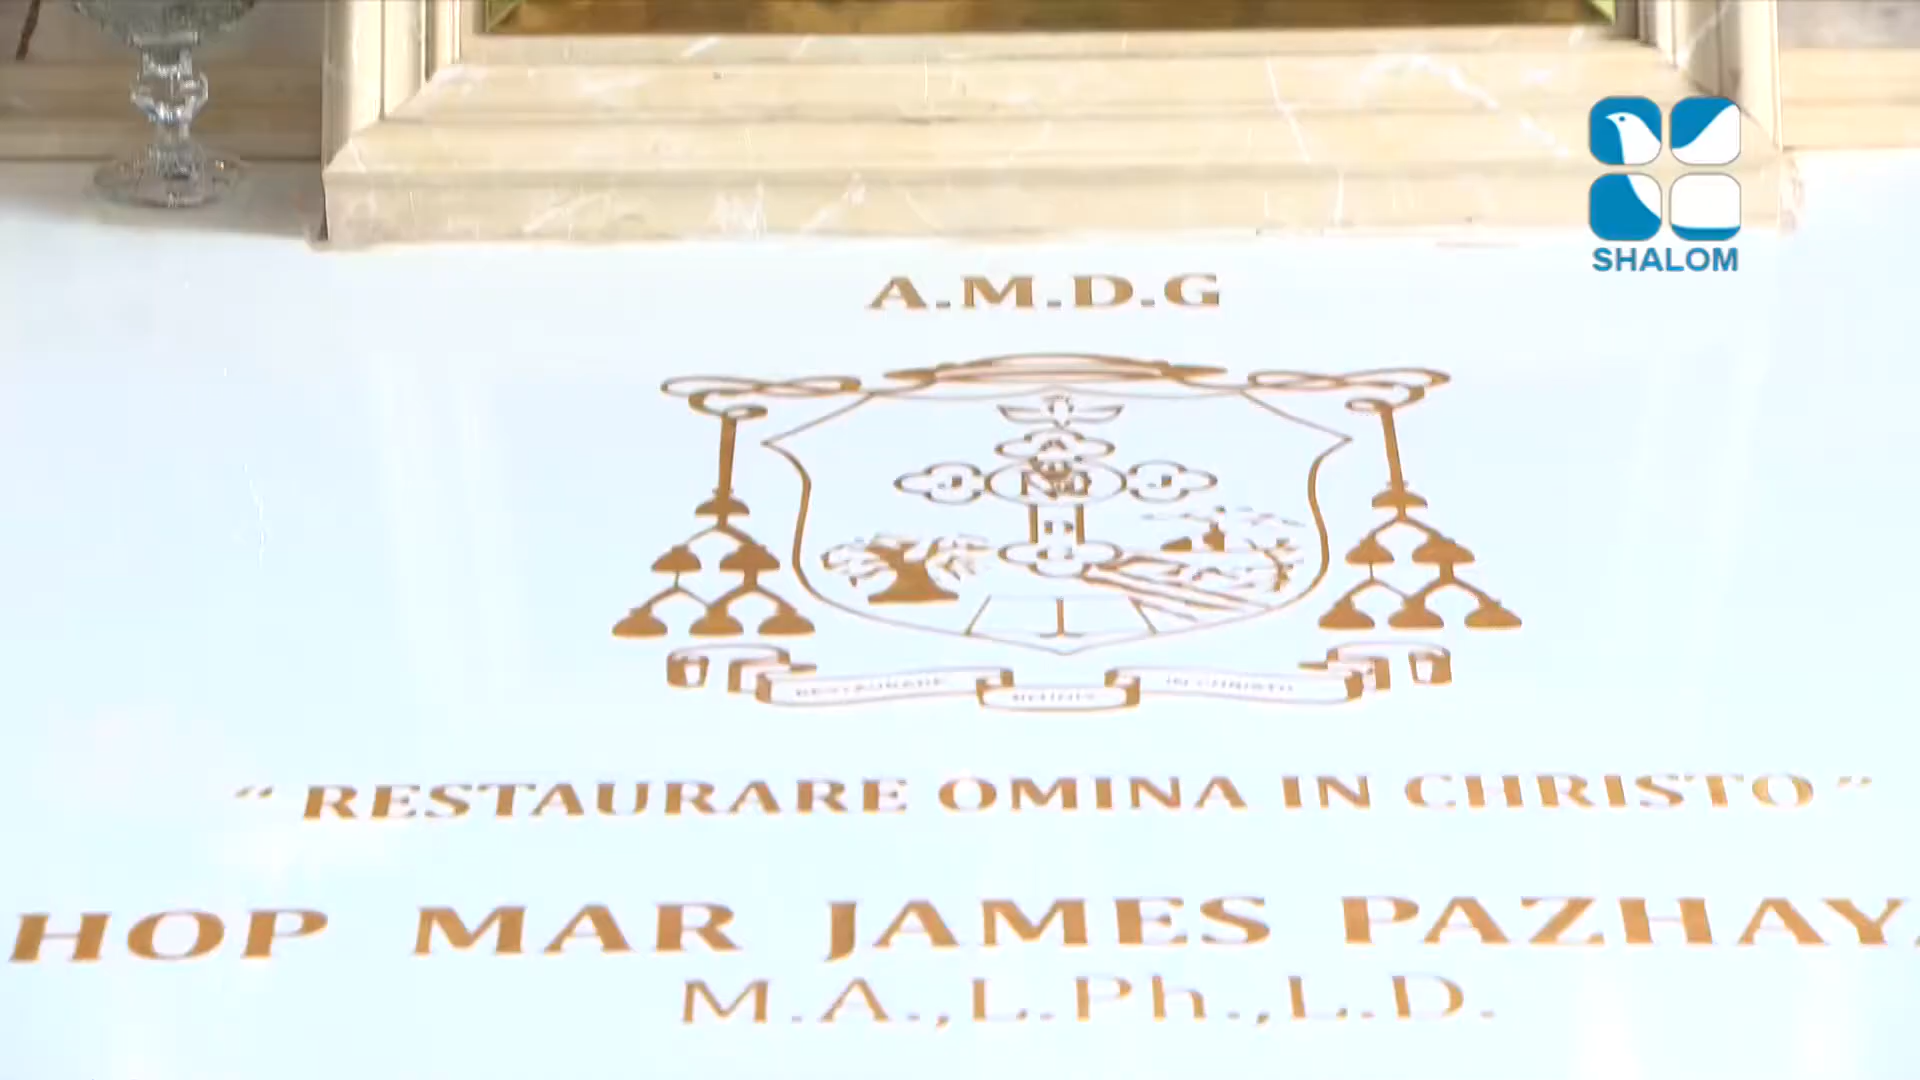 SHALOM
A.M.D.G
RESTAURARE
IN CHRISTO
“ RESTAURARE OMINA IN CHRISTO ”
HOP MAR JAMES PAZHAY
M.A.,L.Ph.,L.D.